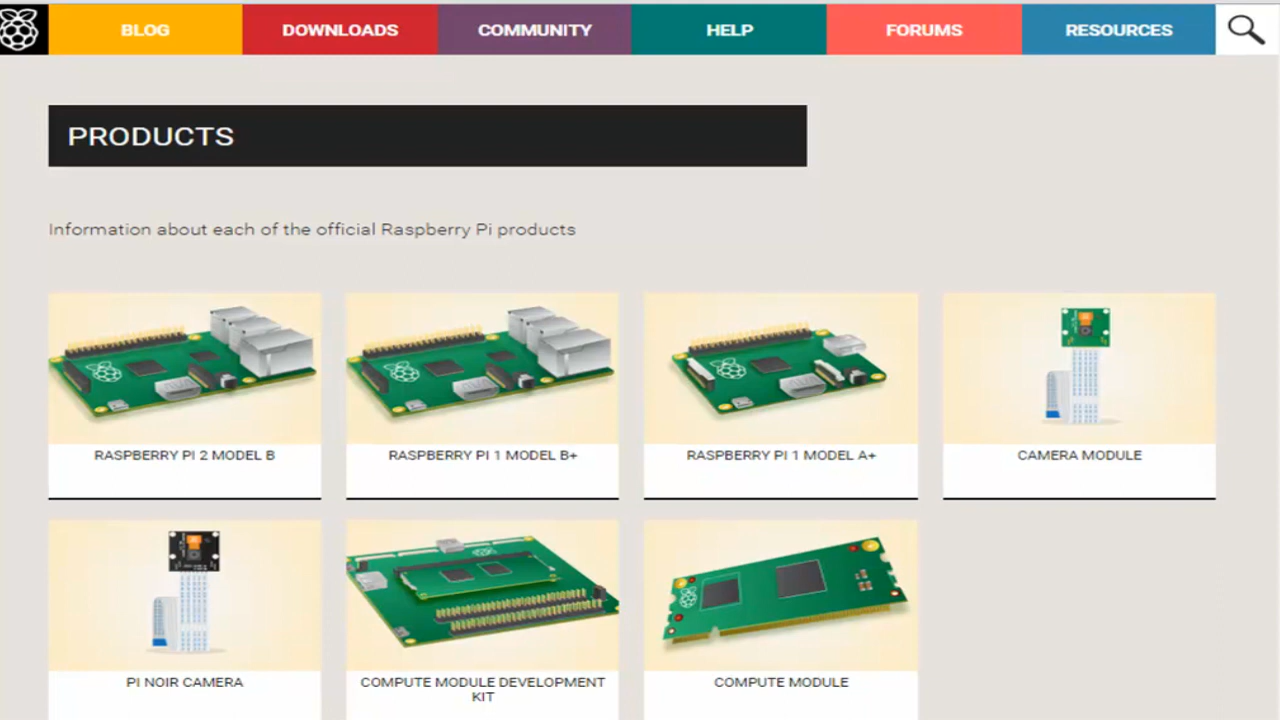 BLOG
DOWNLOADS
COMMUNITY
HELP
FORUMS
RESOURCES
PRODUCTS
Information about each of the official Raspberry Pi products
RASPBERRY PI 2 MODEL B
RASPBERRY PI 1 MODEL B+
RASPBERRY PI 1 MODEL A+
CAMERA MODULE
PI NOIR CAMERA
COMPUTE MODULE DEVELOPMENT
KIT
COMPUTE MODULE